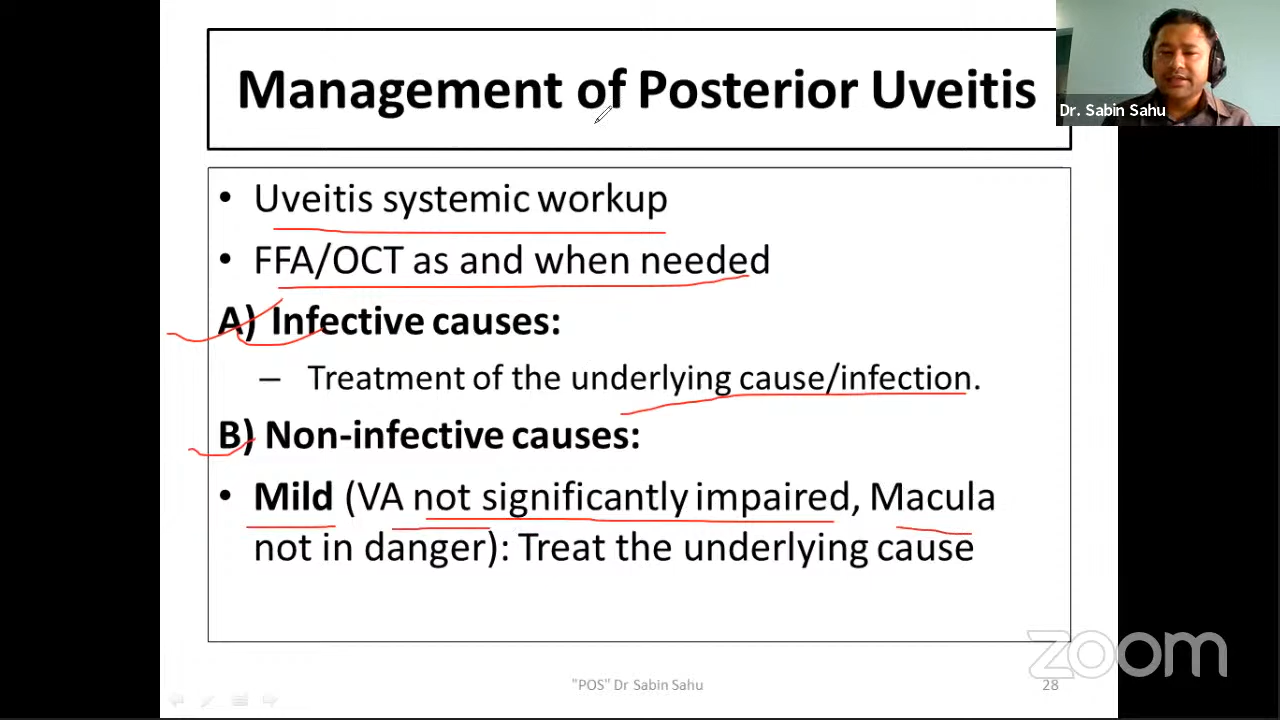 Management of Posterior Uveitis
Dr. Sabin Sahu
• Uveitis systemic workup
• FFA/OCT as and when needed
A) Infective causes:
– Treatment of the underlying cause/infection.
B) Non-infective causes:
• Mild (VA not significantly impaired, Macula
not in danger): Treat the underlying cause
zoom
"POS" Dr Sabin Sahu
28